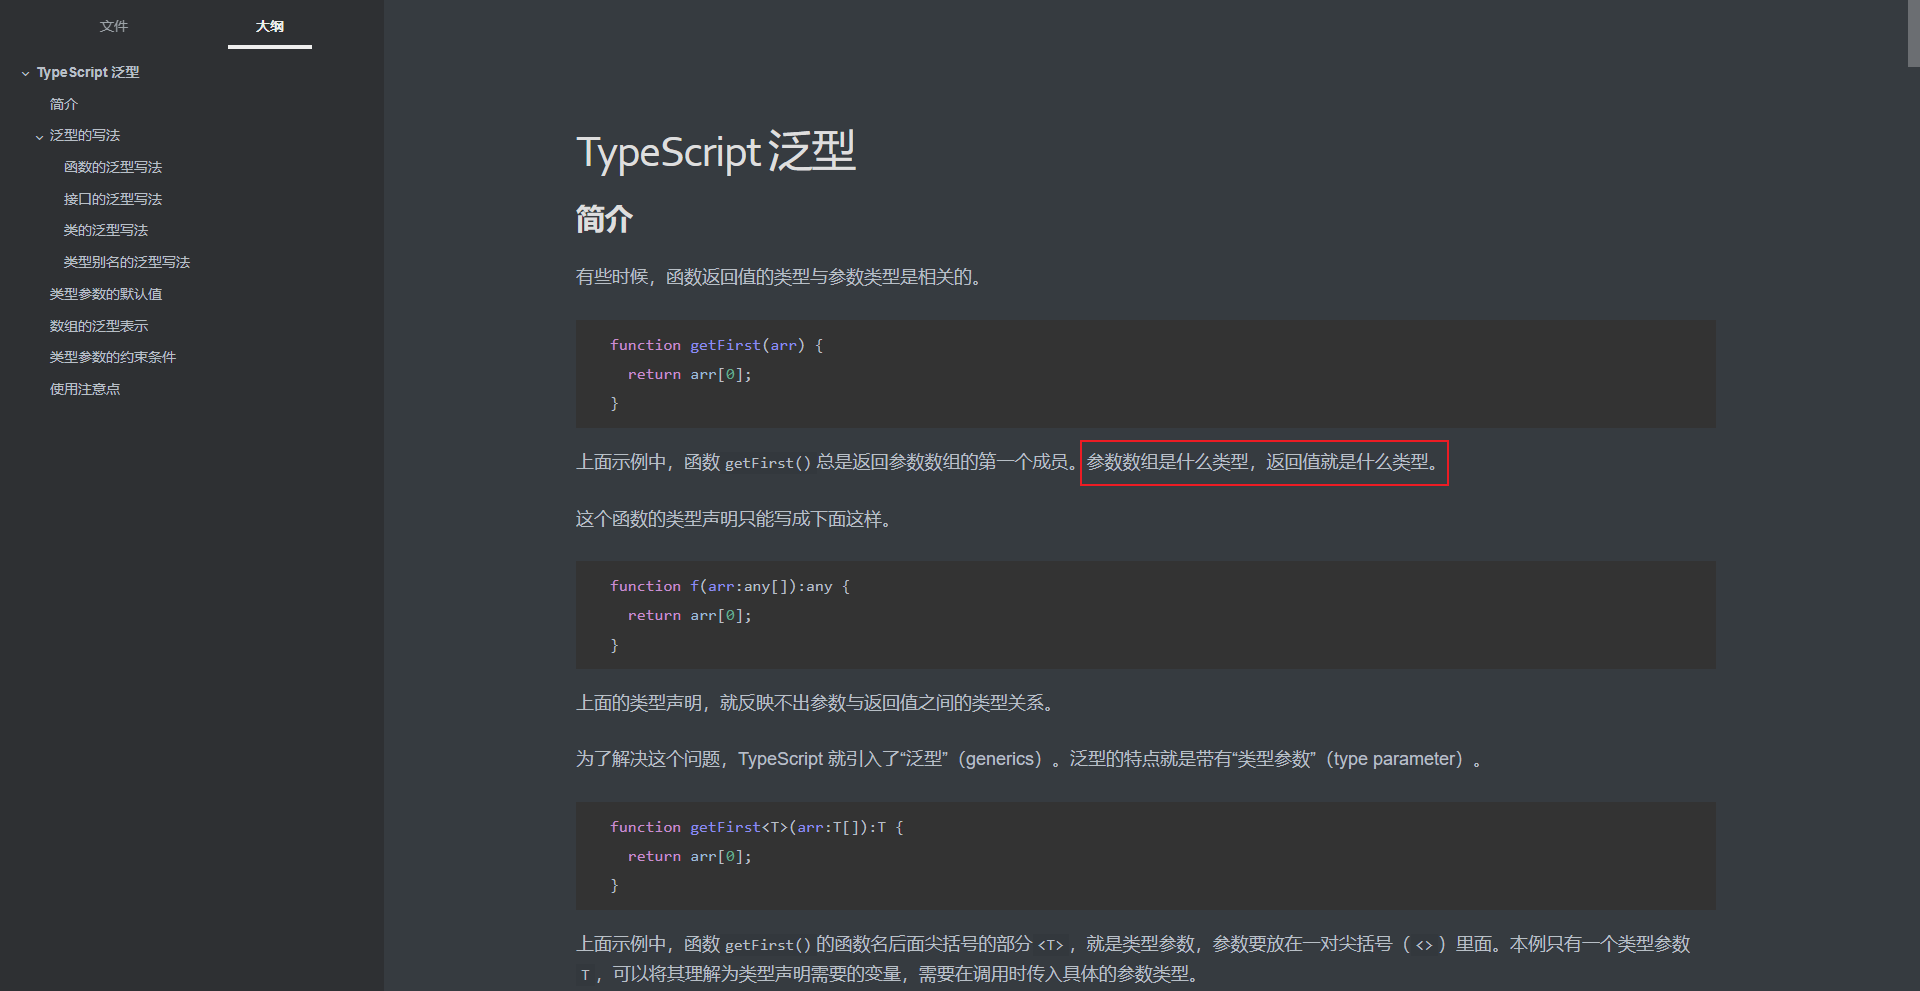 文件
大纲
TypeScript 泛型
简介
泛型的写法
函数的泛型写法
接口的泛型写法
类的泛型写法
类型别名的泛型写法
类型参数的默认值
数组的泛型表示
类型参数的约束条件
使用注意点
TypeScript 泛型
简介
有些时候，函数返回值的类型与参数类型是相关的。
function getFirst(arr) {
  return arr[0];
}
上面示例中，函数 getFirst() 总是返回参数数组的第一个成员。参数数组是什么类型，返回值就是什么类型。
这个函数的类型声明只能写成下面这样。
function f(arr:any[]):any {
  return arr[0];
}
上面的类型声明，就反映不出参数与返回值之间的类型关系。
为了解决这个问题，TypeScript 就引入了“泛型”（generics）。泛型的特点就是带有“类型参数”（type parameter）。
function getFirst<T>(arr:T[]):T {
  return arr[0];
}
上面示例中，函数 getFirst() 的函数名后面尖括号的部分 <T> ，就是类型参数，参数要放在一对尖括号（ <> ）里面。本例只有一个类型参数
T ，可以将其理解为类型声明需要的变量，需要在调用时传入具体的参数类型。